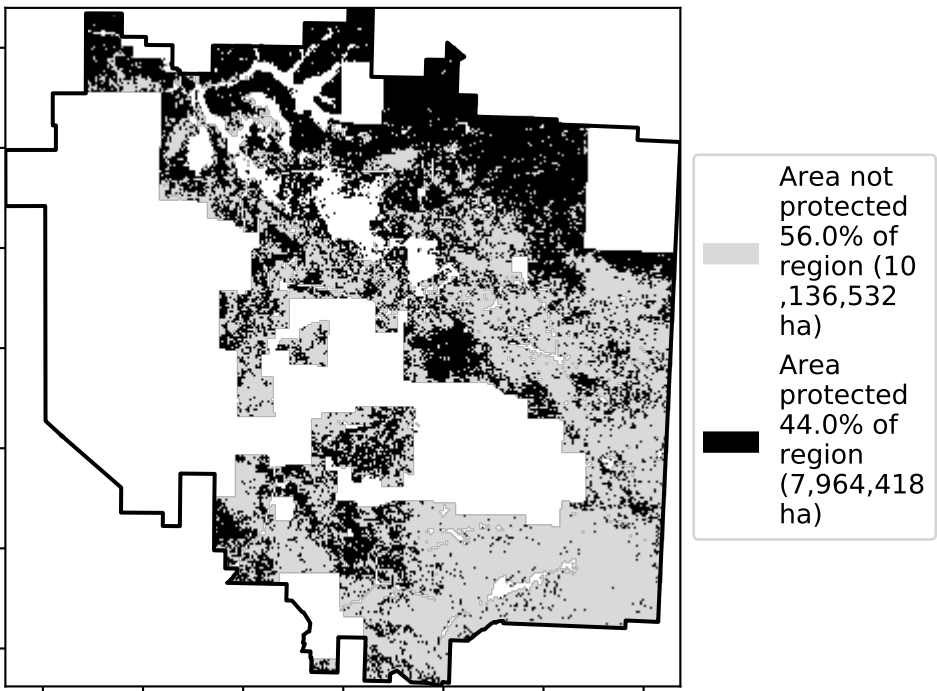 Area not
protected
56.0% of
region (10
,136,532
ha)
Area
protected
44.0% of
region
(7,964,418
ha)